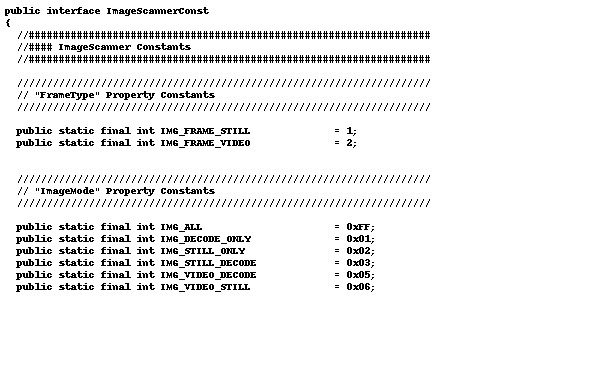 public interface ImageScannerConst
{
//###################################################################
//#### ImageScanner Constants
//###################################################################
/////////////////////////////////////////////////////////////////////
// "FrameType" Property Constants
/////////////////////////////////////////////////////////////////////
public static final int IMG_FRAME_STILL = 1;
public static final int IMG_FRAME_VIDEO = 2;
/////////////////////////////////////////////////////////////////////
// "ImageMode" Property Constants
/////////////////////////////////////////////////////////////////////
public static final int IMG_ALL = 0xFF;
public static final int IMG_DECODE_ONLY = 0x01;
public static final int IMG_STILL_ONLY = 0x02;
public static final int IMG_STILL_DECODE = 0x03;
public static final int IMG_VIDEO_DECODE = 0x05;
public static final int IMG_VIDEO_STILL = 0x06;